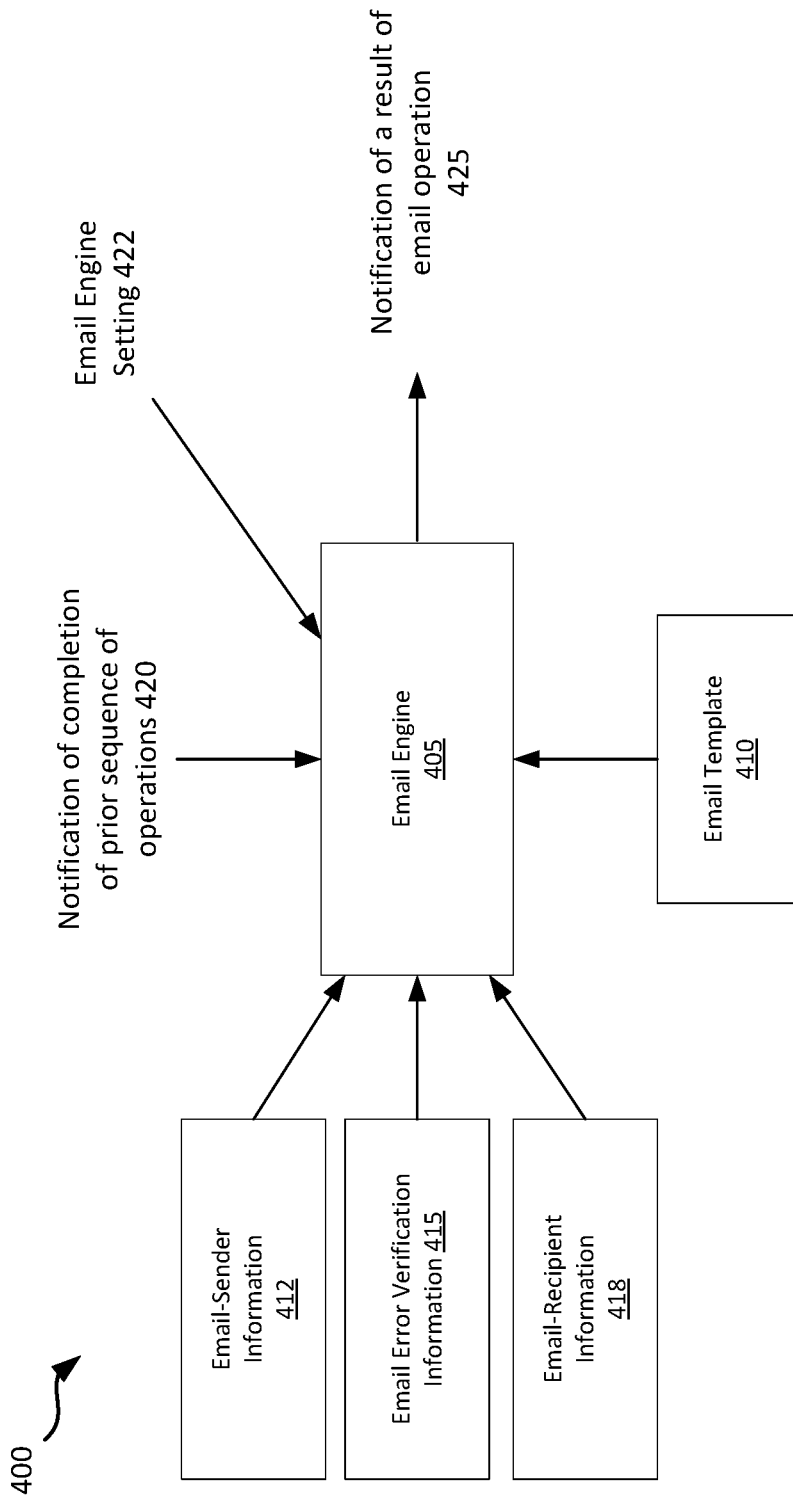 400
Email-Sender
Information
412
Email Error Verification
Information 415
Email-Recipient
Information
418
Notification of completion
of prior sequence of
operations 420
Email Engine
Setting 422
Email Engine
405
Email Template
410
Notification of a result of
email operation
425